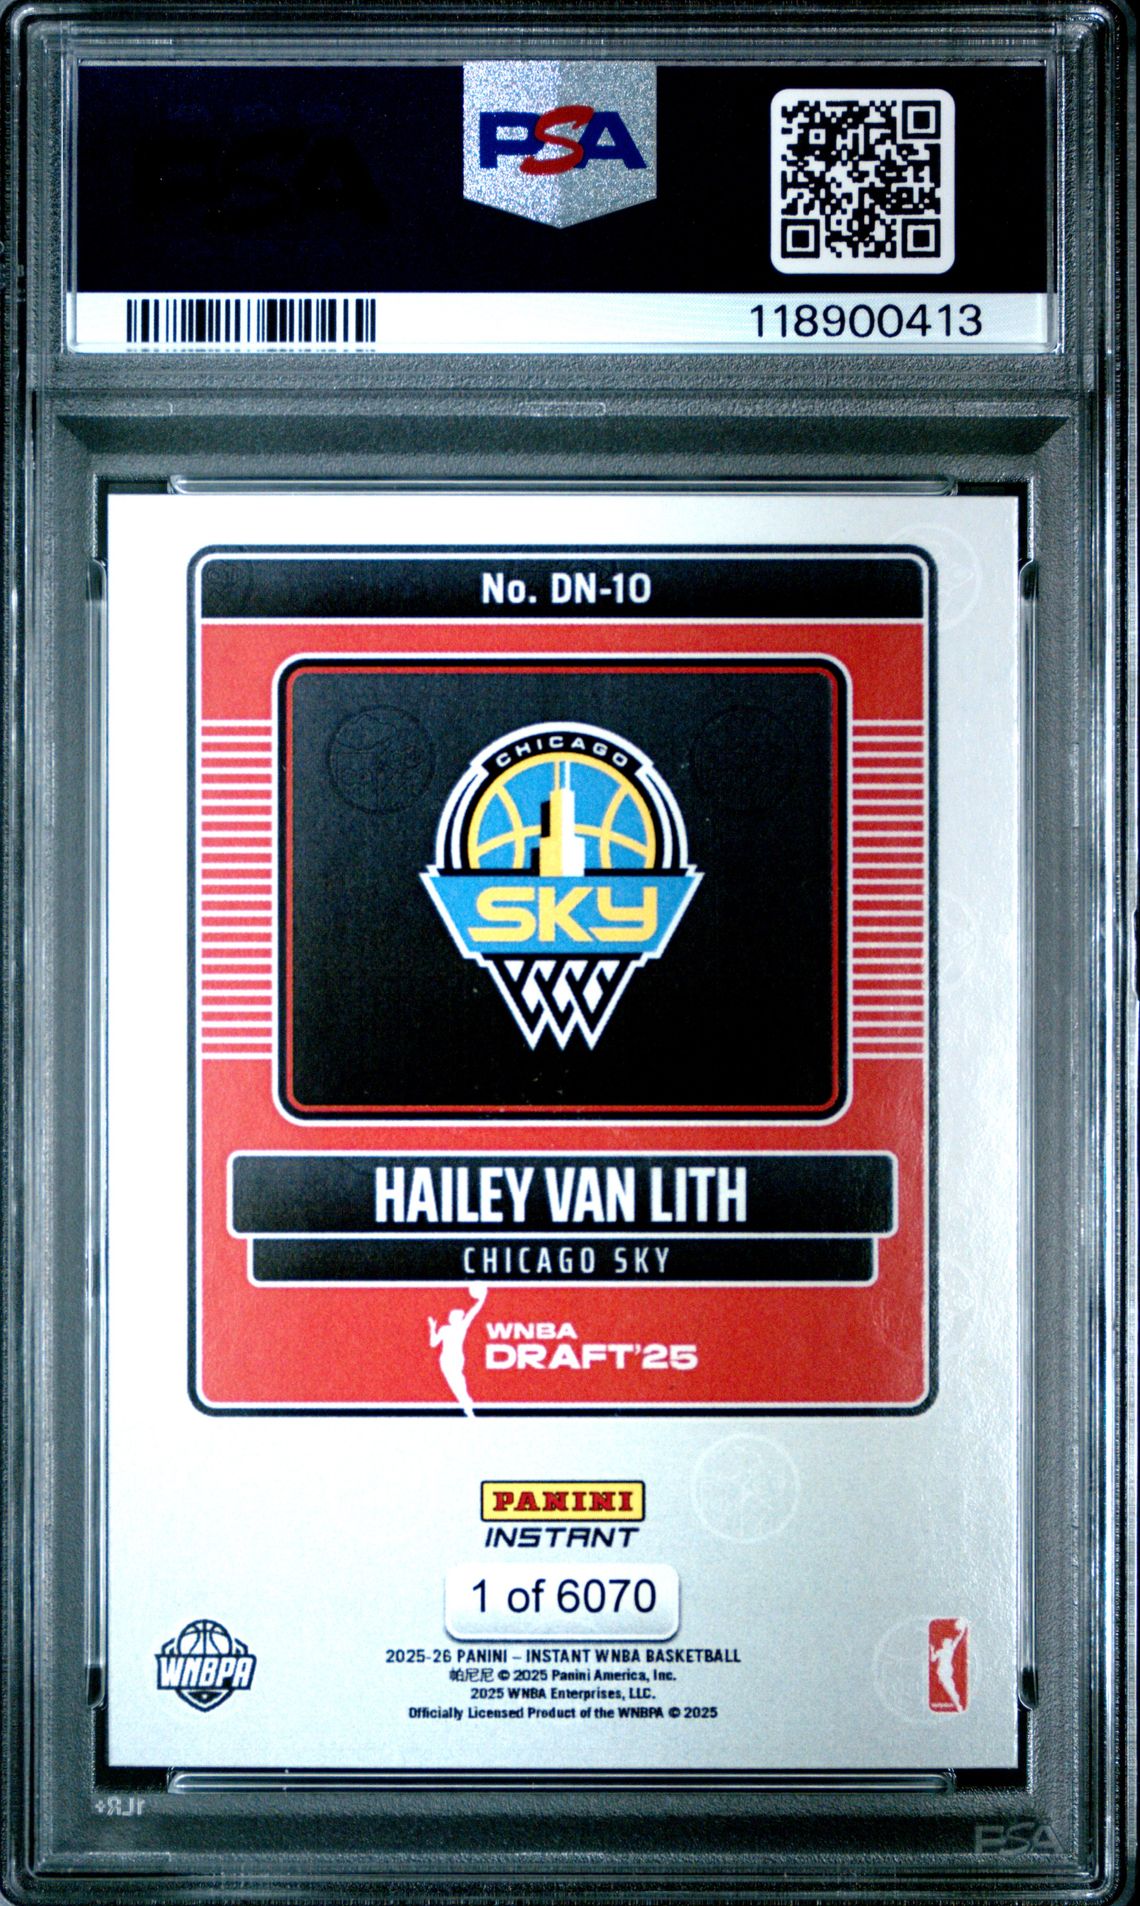 PSA
118900413
No. DN-10
CHICAGO
SKY
HAILEY VAN LITH
CHICAGO SKY
WNBA
DRAFT'25
PANINI
INSTANT
1 of 6070
WNBPA
2025-26 PANINI – INSTANT WNBA BASKETBALL
帕尼尼 © 2025 Panini America, Inc.
2025 WNBA Enterprises, LLC.
Officially Licensed Product of the WNBPA © 2025
1LR+
PSA